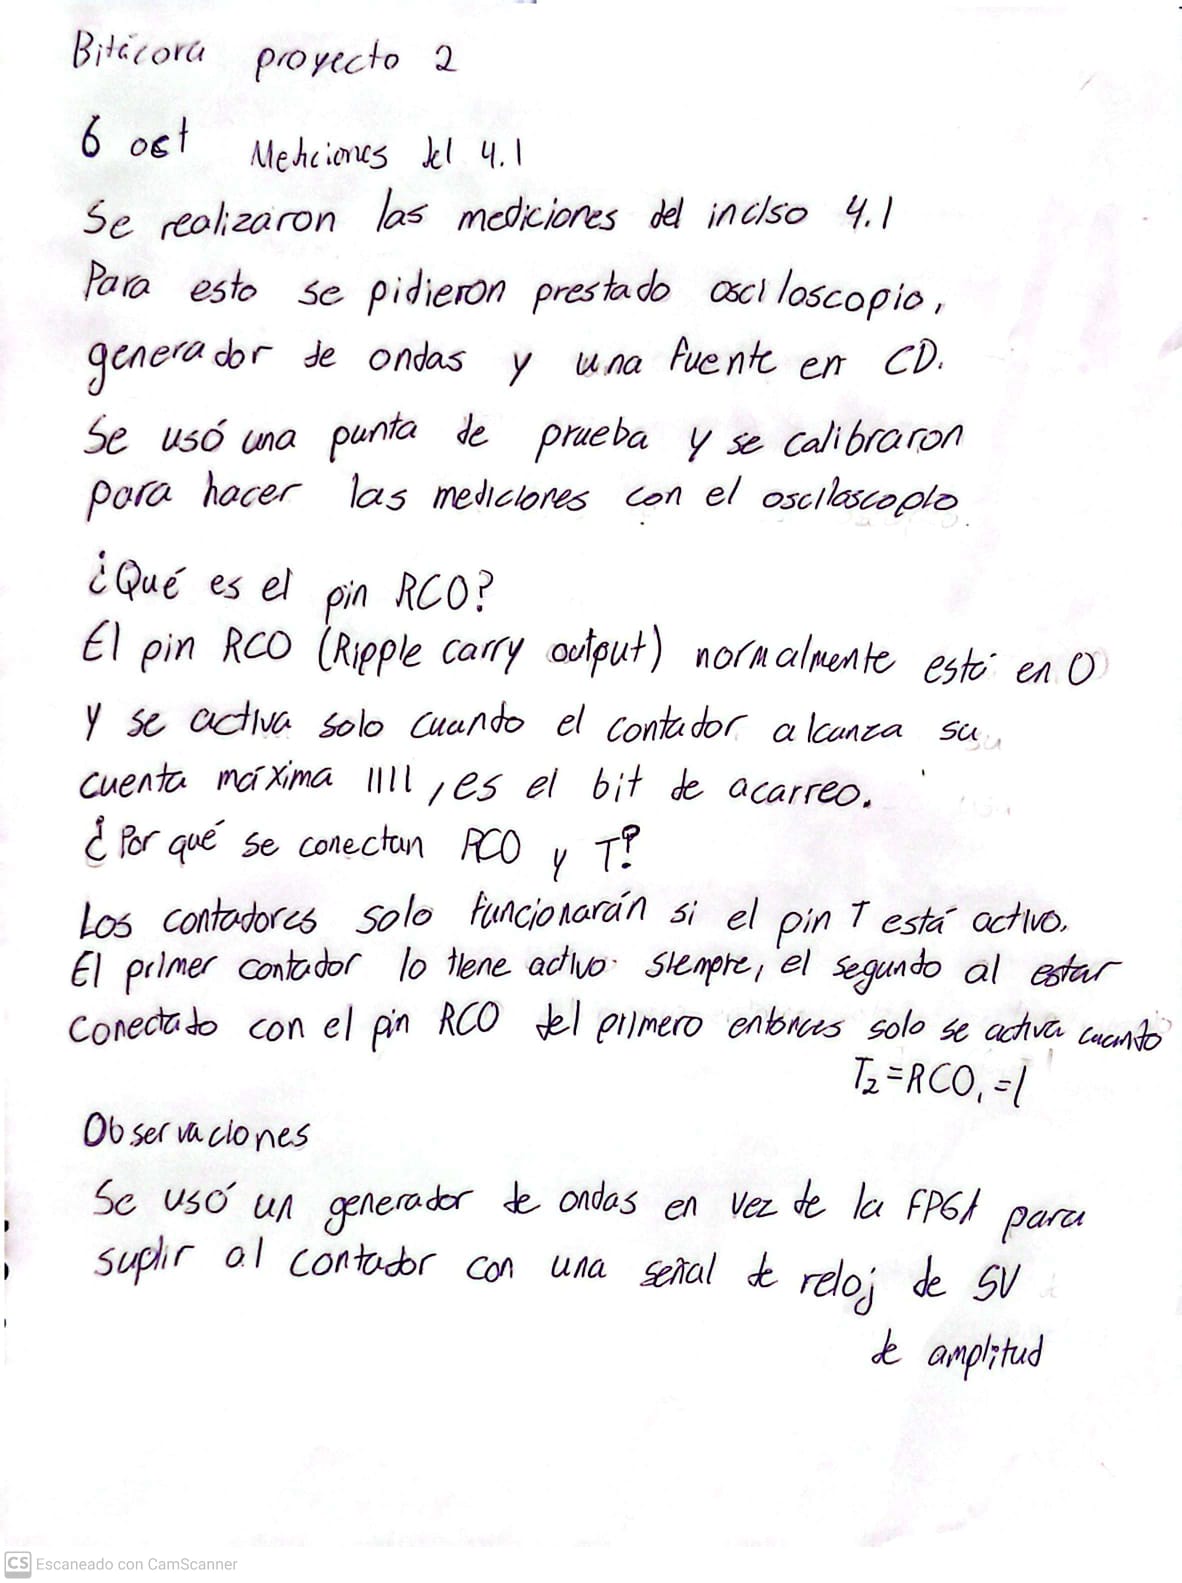 Bitácora proyecto 2
6 oct Mediciones del 4.1
Se realizaron las mediciones del inciso 4.1
Para esto se pidieron prestado osciloscopio,
generador de ondas y una fuente en CD.
Se usó una punta de prueba y se calibraron
para hacer las mediciones con el osciloscopio.
¿Qué es el pin RCO?
El pin RCO (Ripple carry output) normalmente está en 0
y se activa solo cuando el contador alcanza su
cuenta máxima 1111, es el bit de acarreo.
¿Por qué se conectan RCO y T?
Los contadores solo funcionarán si el pin T está activo.
El primer contador lo tiene activo siempre, el segundo al estar
conectado con el pin RCO del primero entonces solo se activa cuando
T₂=RCO₁=1
Observaciones
Se usó un generador de ondas en vez de la FPGA para
suplir al contador con una señal de reloj de 5V
de amplitud
CS Escaneado con CamScanner